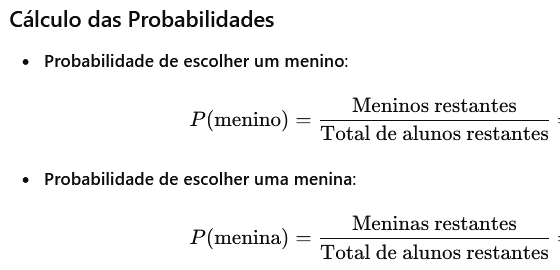 Cálculo das Probabilidades
• Probabilidade de escolher um menino:
P(menino) = Meninos restantes / Total de alunos restantes =
• Probabilidade de escolher uma menina:
P(menina) = Meninas restantes / Total de alunos restantes =